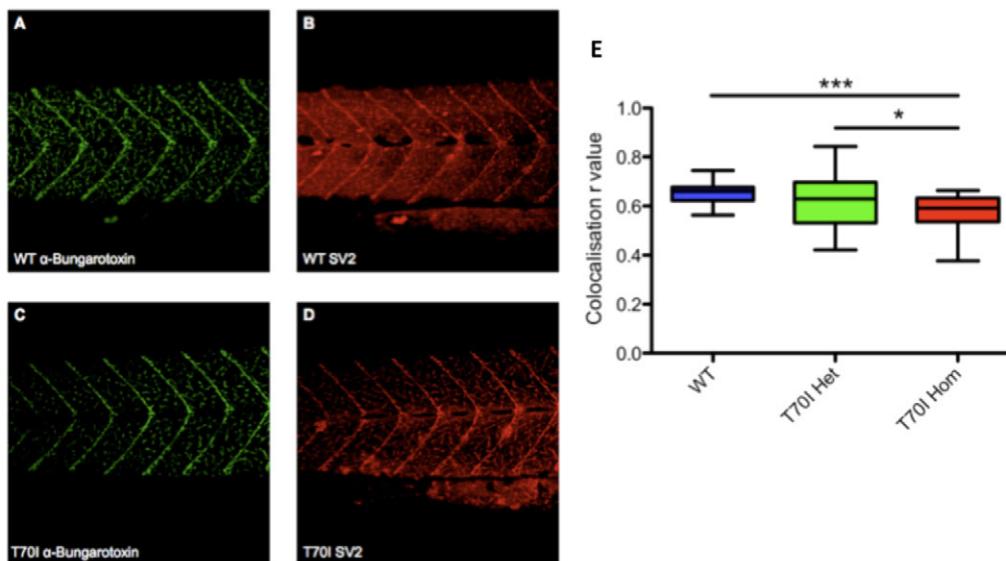 A
WT α-Bungarotoxin
B
WT SV2
C
T70I α-Bungarotoxin
D
T70I SV2
E
***
*
Colocalisation r value
1.0
0.8
0.6
0.4
0.2
0.0
WT
T70I Het
T70I Hom